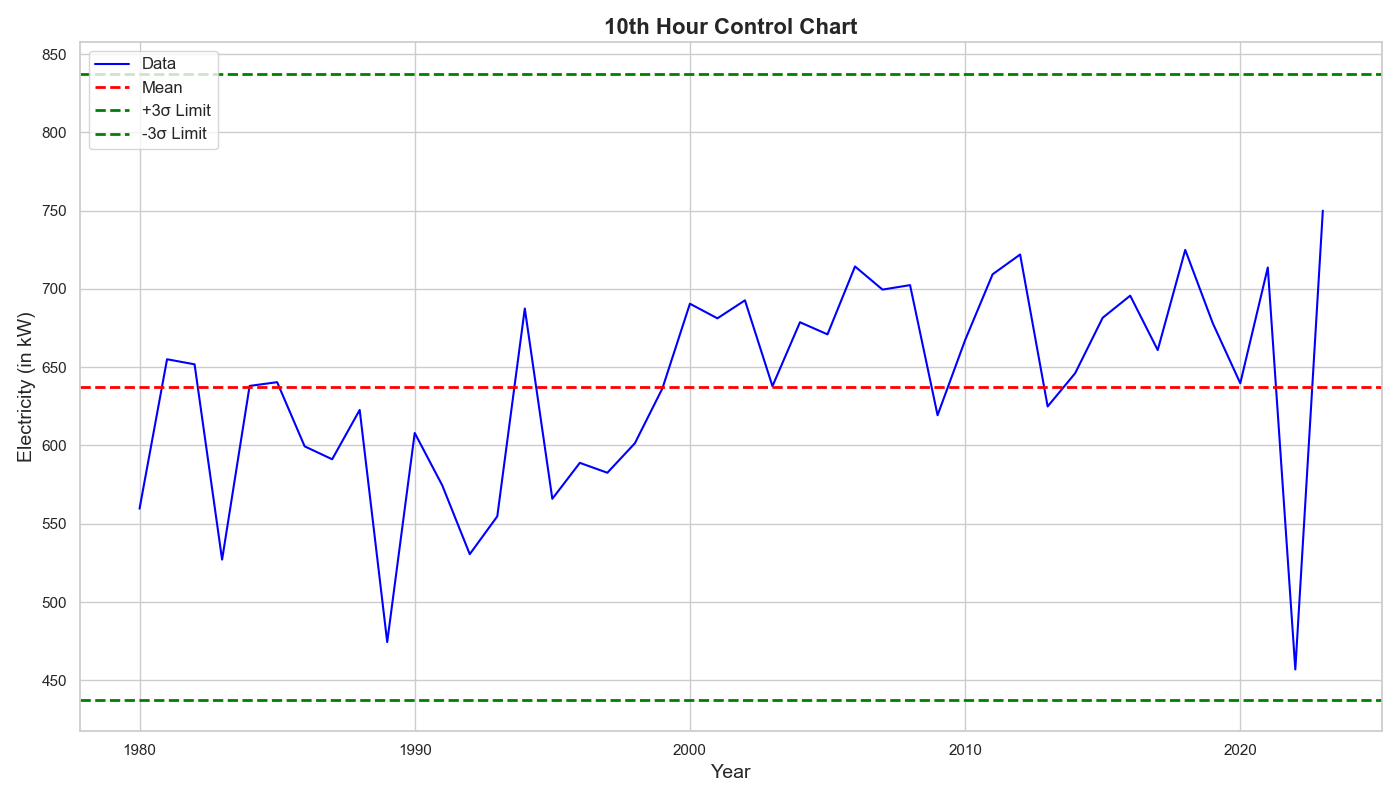 10th Hour Control Chart
Data
Mean
+3σ Limit
-3σ Limit
Electricity (in kW)
850
800
750
700
650
600
550
500
450
1980
1990
2000
2010
2020
Year